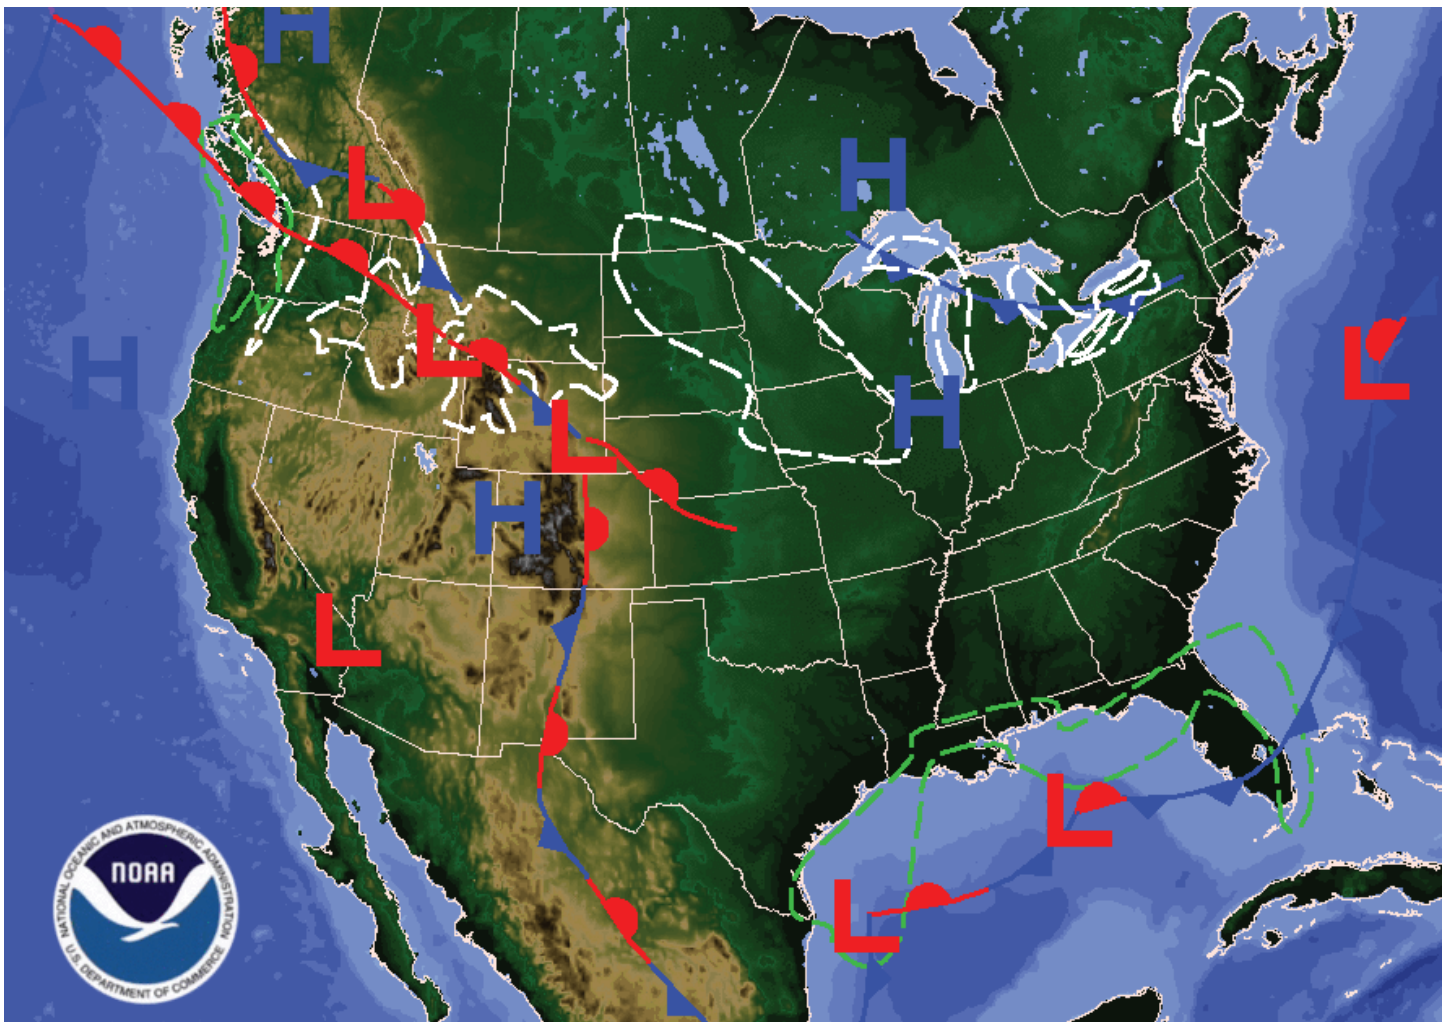 H
H
L
L
H
L
H
L
H
L
H
L
L
L
NATIONAL OCEANIC AND ATMOSPHERIC ADMINISTRATION
NOAA
U.S. DEPARTMENT OF COMMERCE